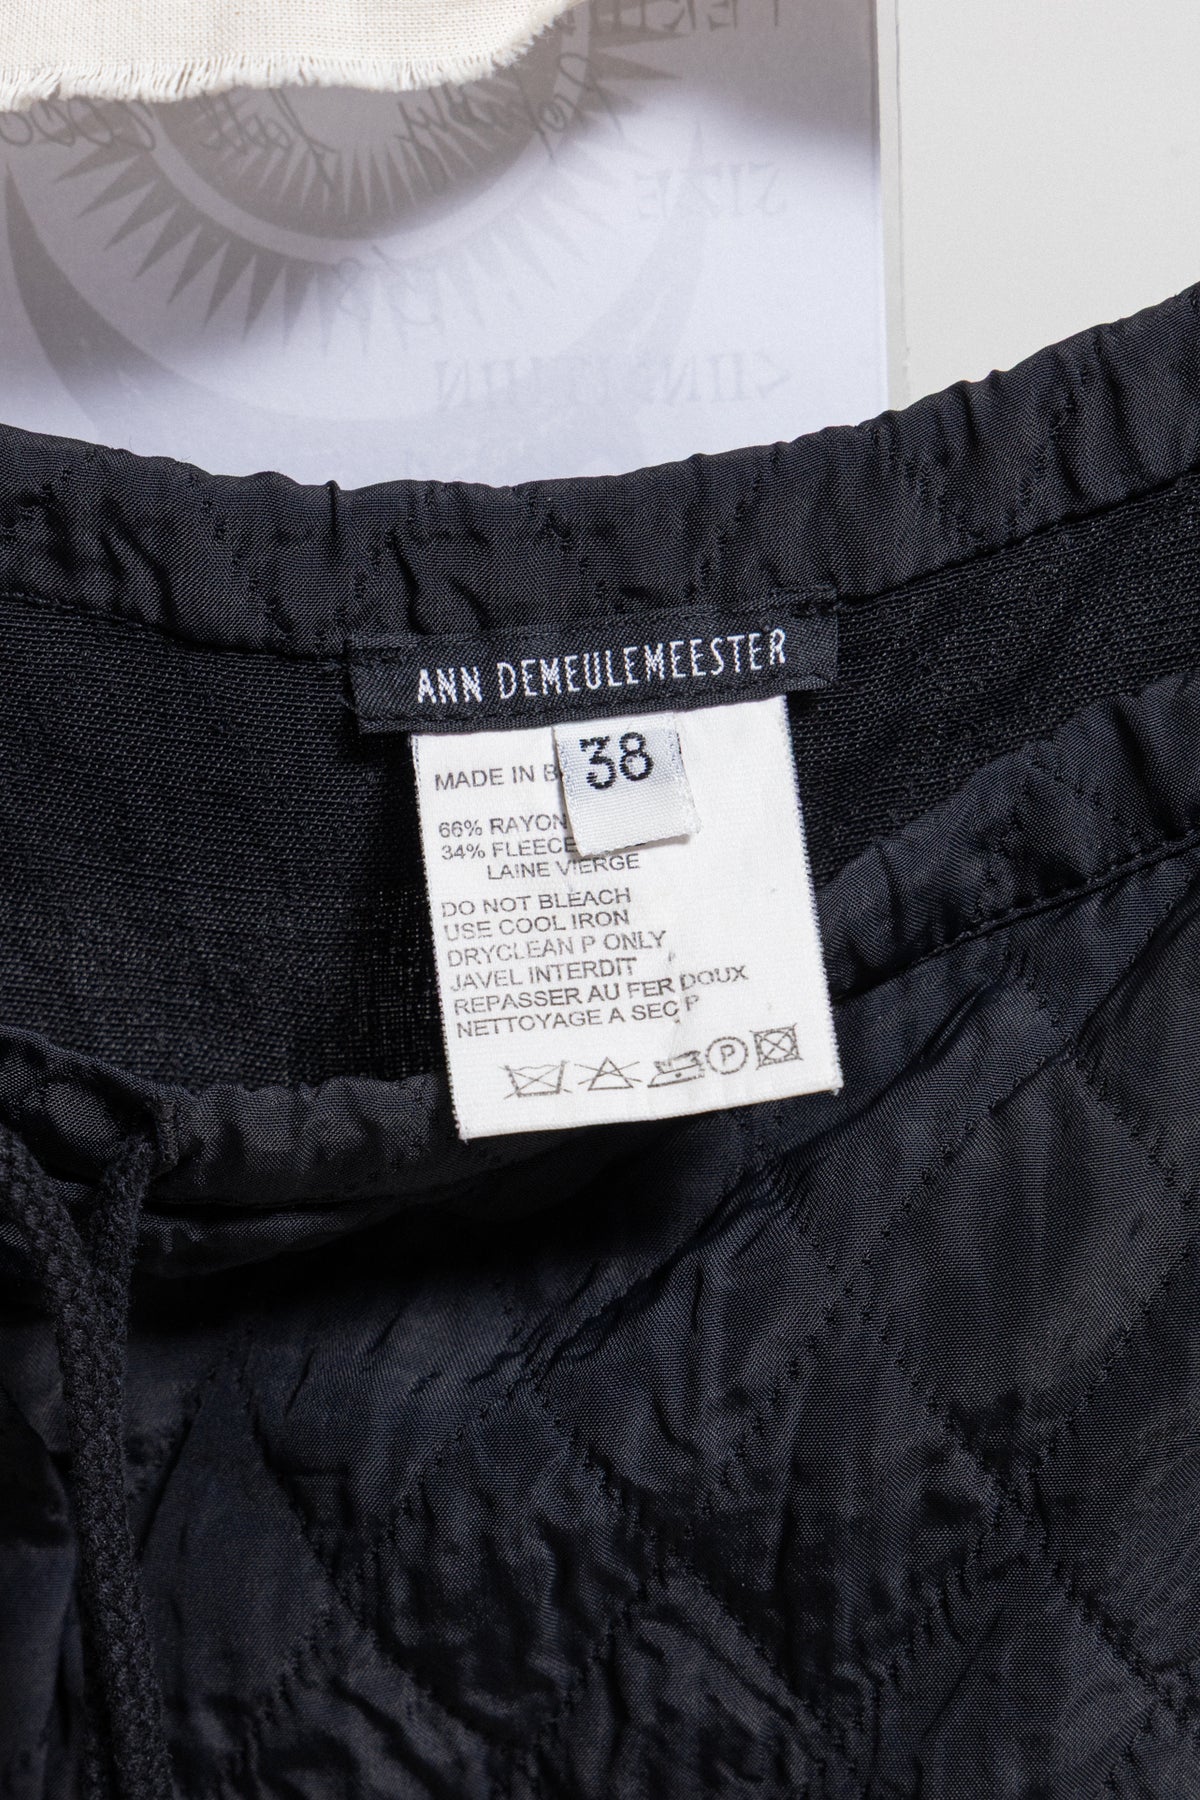 SIZE
ANN DEMEULEMEESTER
38
MADE IN B
66% RAYON
34% FLEECE
LAINE VIERGE
DO NOT BLEACH
USE COOL IRON
DRYCLEAN P ONLY
JAVEL INTERDIT
REPASSER AU FER DOUX
NETTOYAGE A SEC P
P